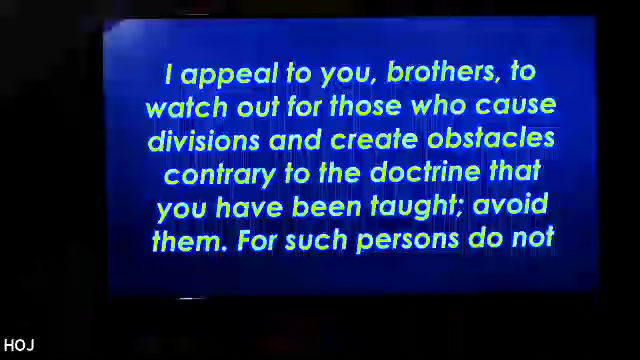 I appeal to you, brothers, to
watch out for those who cause
divisions and create obstacles
contrary to the doctrine that
you have been taught; avoid
them. For such persons do not
HOJ